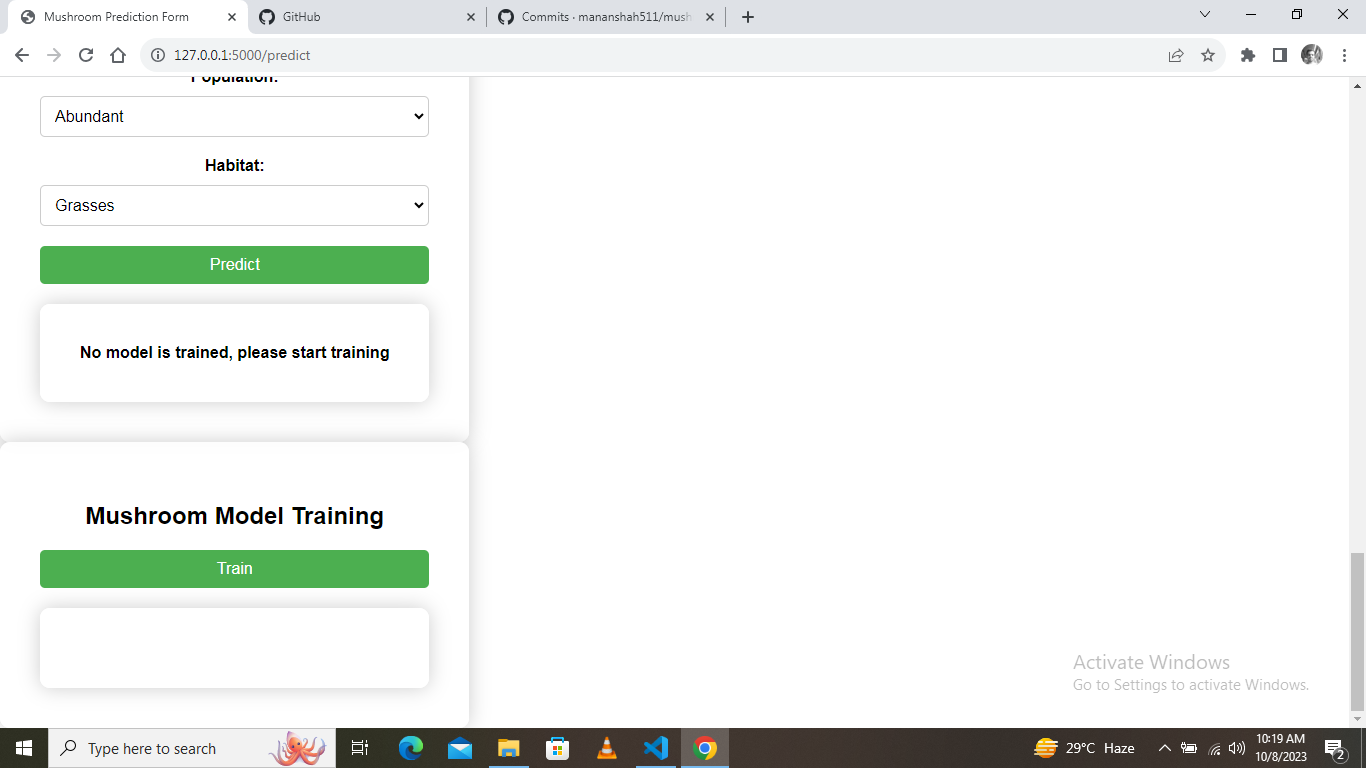 Mushroom Prediction Form
GitHub
Commits · mananshah511/mush
127.0.0.1:5000/predict
Population:
Abundant
Habitat:
Grasses
Predict
No model is trained, please start training
Mushroom Model Training
Train
Activate Windows
Go to Settings to activate Windows.
Type here to search
29°C Haze
10:19 AM
10/8/2023
2